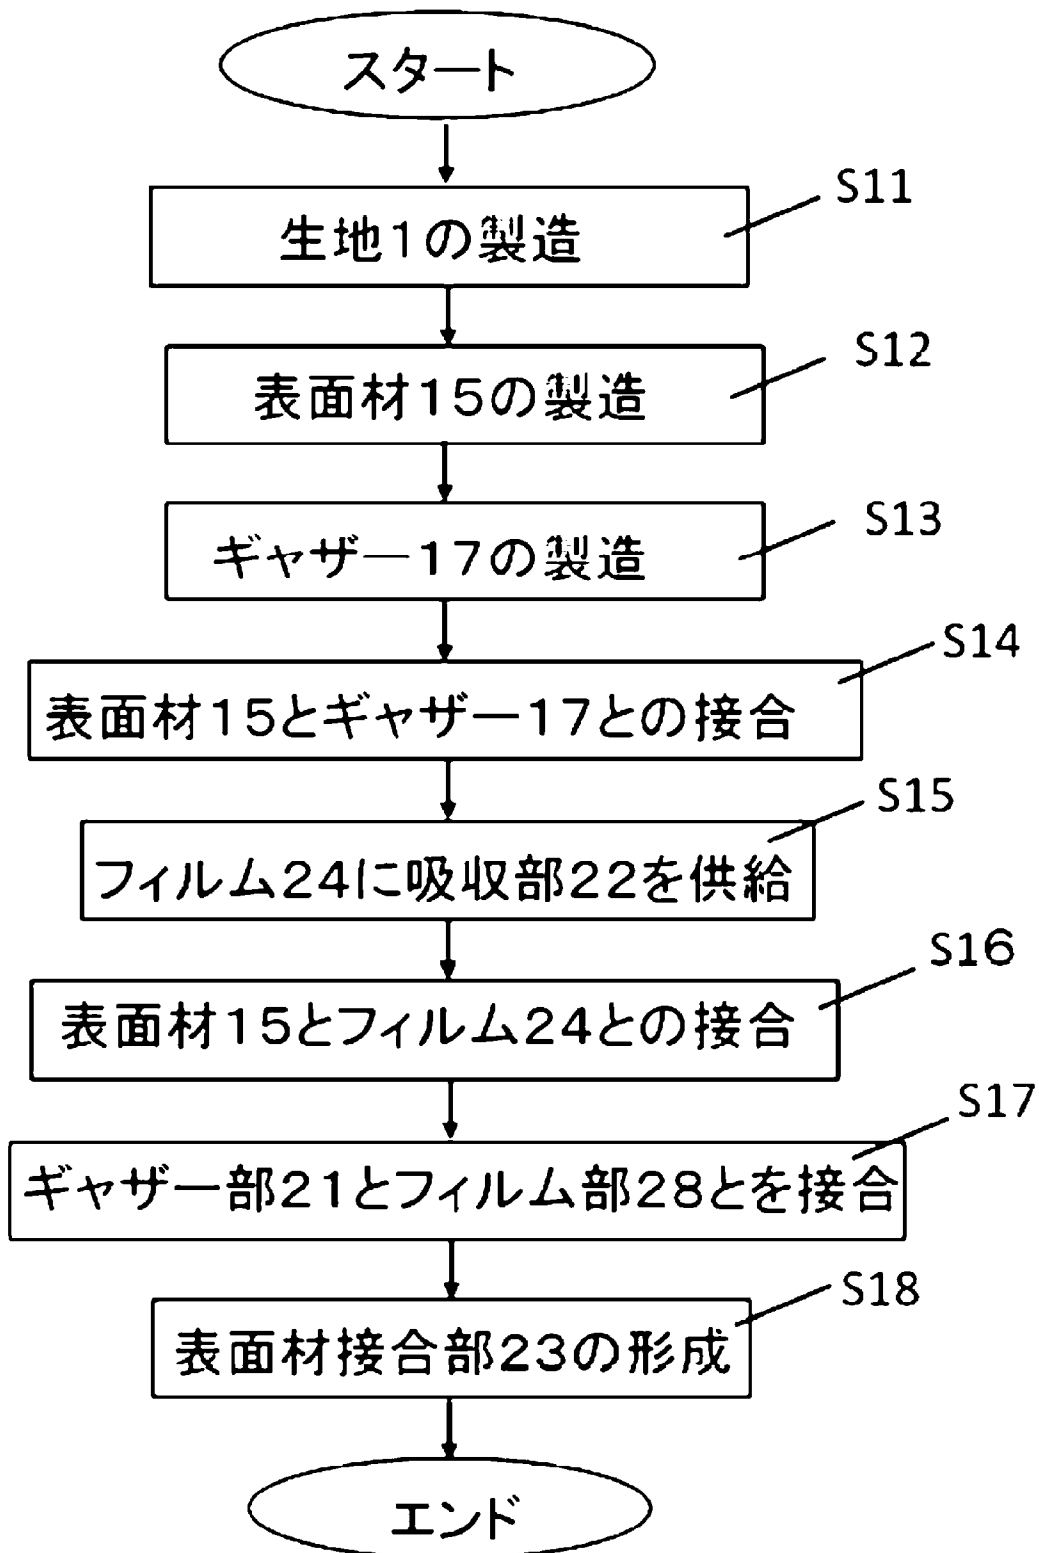 スタート
S11
生地1の製造
S12
表面材15の製造
S13
ギャザー17の製造
S14
表面材15とギャザー17との接合
S15
フィルム24に吸収部22を供給
S16
表面材15とフィルム24との接合
S17
ギャザー部21とフィルム部28とを接合
S18
表面材接合部23の形成
エンド